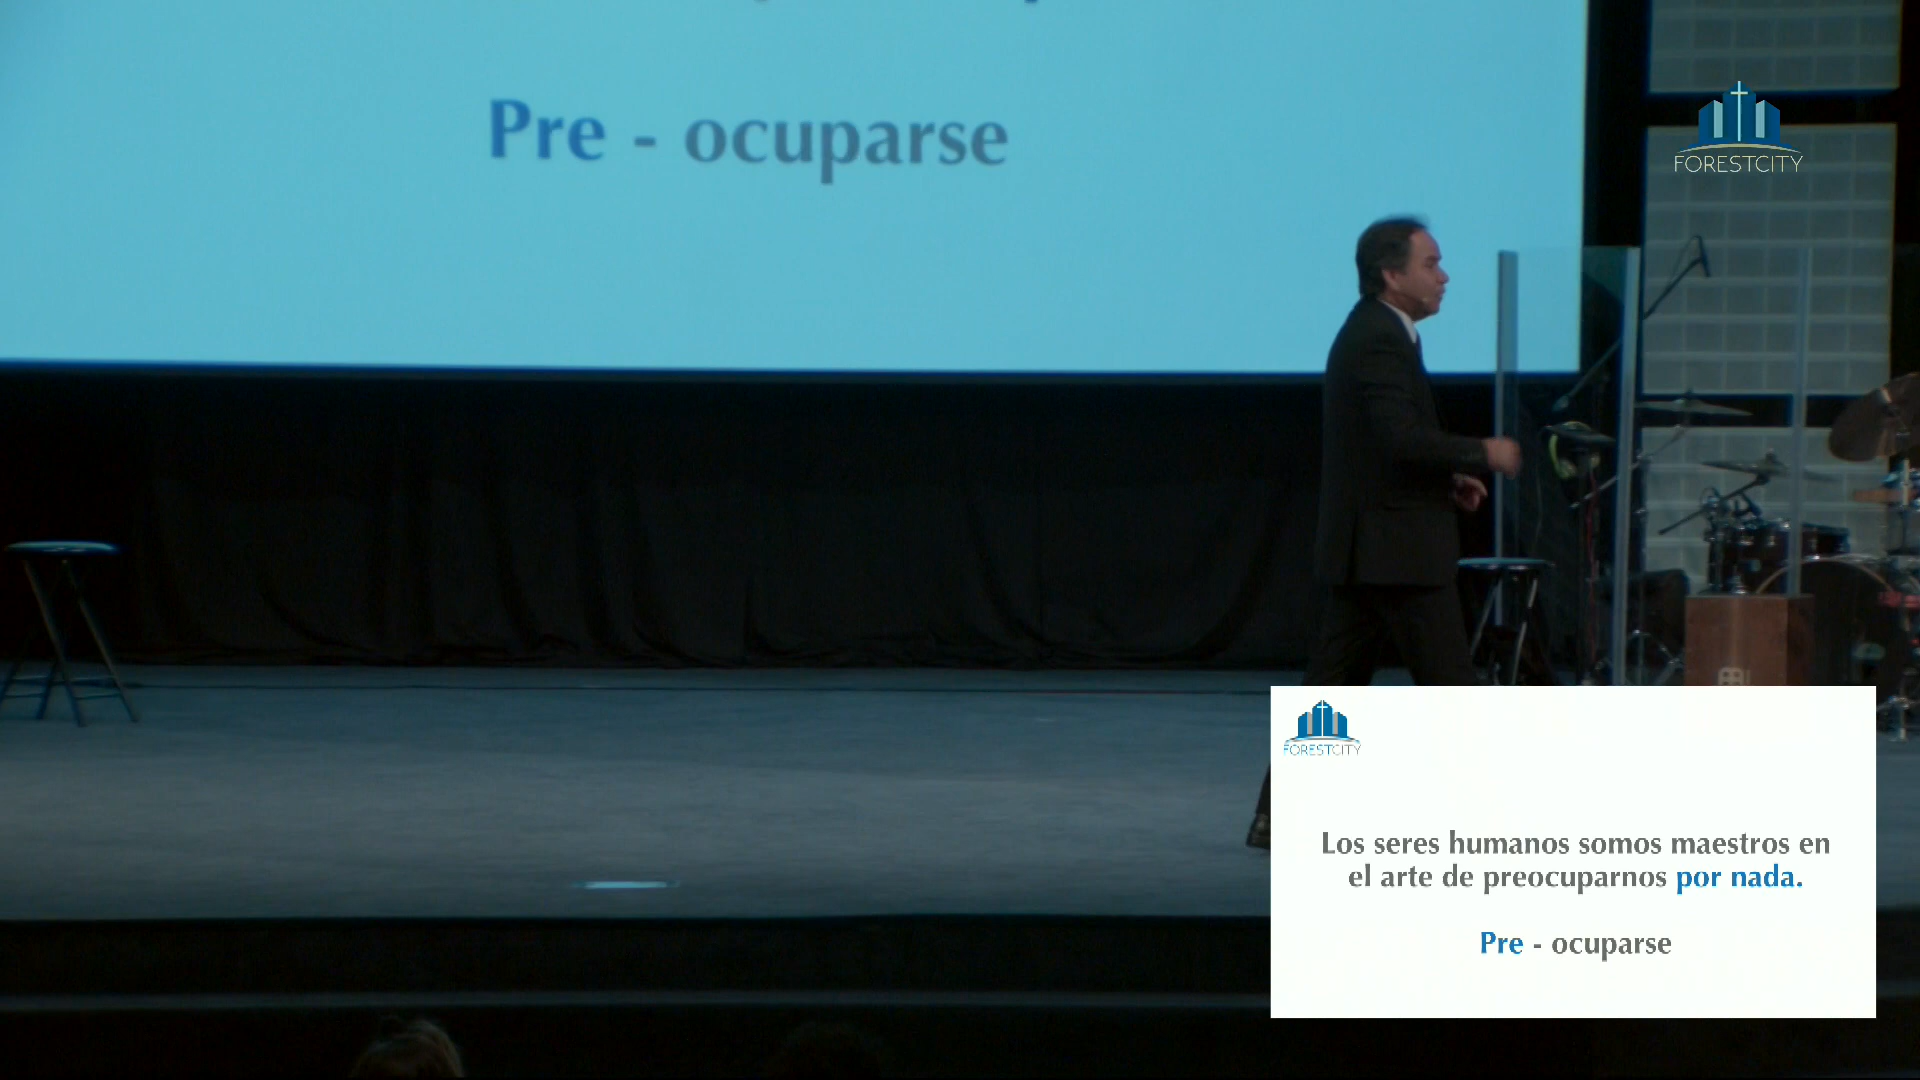 Pre - ocuparse
FORESTCITY
FORESTCITY
Los seres humanos somos maestros en
el arte de preocuparnos por nada.
Pre - ocuparse